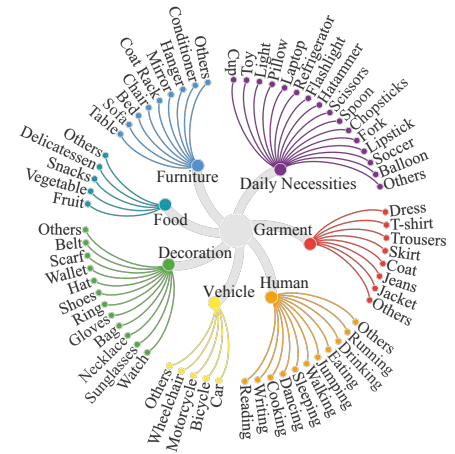 Furniture
Others
Conditioner
Hanger
Mirror
Coat Rack
Chair
Bed
Sofa
Table
Daily Necessities
Cup
Toy
Light
Pillow
Laptop
Refrigerator
Flashlight
Hatammer
Scissors
Spoon
Chopsticks
Fork
Lipstick
Soccer
Balloon
Others
Garment
Dress
T-shirt
Trousers
Skirt
Coat
Jeans
Jacket
Others
Human
Others
Running
Drinking
Eating
Jumping
Walking
Sleeping
Dancing
Cooking
Writing
Reading
Vehicle
Car
Bicycle
Motorcycle
Wheelchair
Others
Decoration
Others
Belt
Scarf
Wallet
Hat
Shoes
Ring
Gloves
Bag
Necklace
Sunglasses
Watch
Food
Others
Delicatessen
Snacks
Vegetable
Fruit